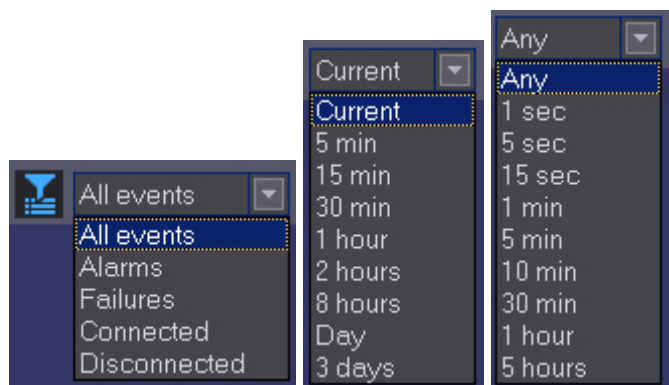 All events
All events
Alarms
Failures
Connected
Disconnected
Current
Current
5 min
15 min
30 min
1 hour
2 hours
8 hours
Day
3 days
Any
Any
1 sec
5 sec
15 sec
1 min
5 min
10 min
30 min
1 hour
5 hours